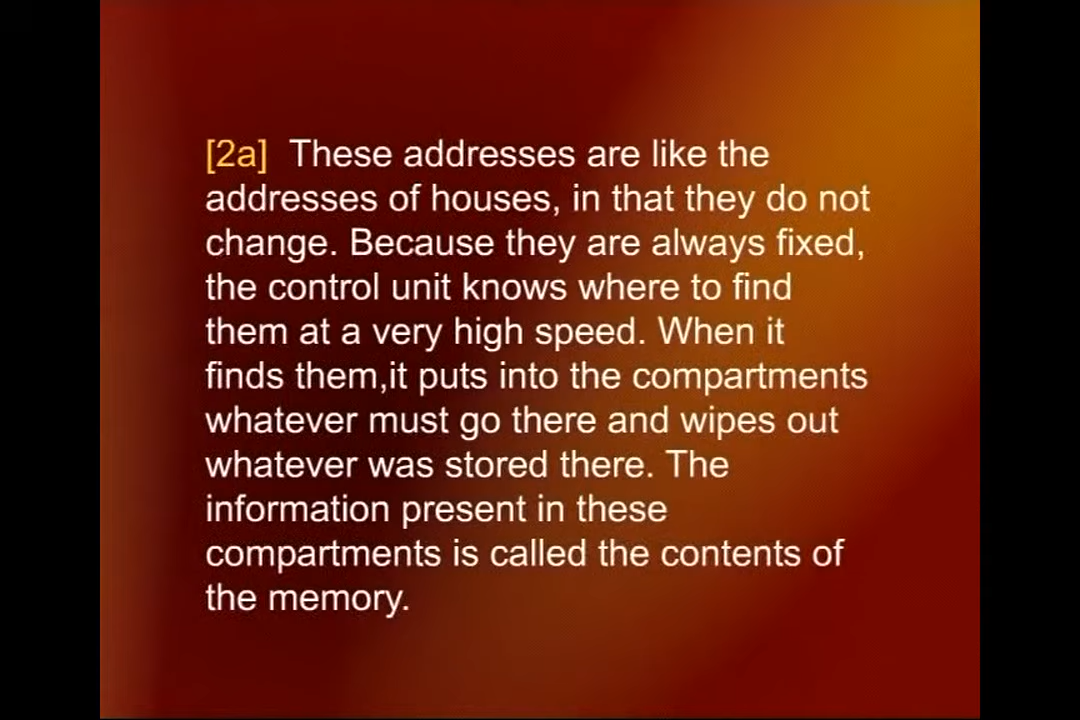 [2a] These addresses are like the
addresses of houses, in that they do not
change. Because they are always fixed,
the control unit knows where to find
them at a very high speed. When it
finds them,it puts into the compartments
whatever must go there and wipes out
whatever was stored there. The
information present in these
compartments is called the contents of
the memory.